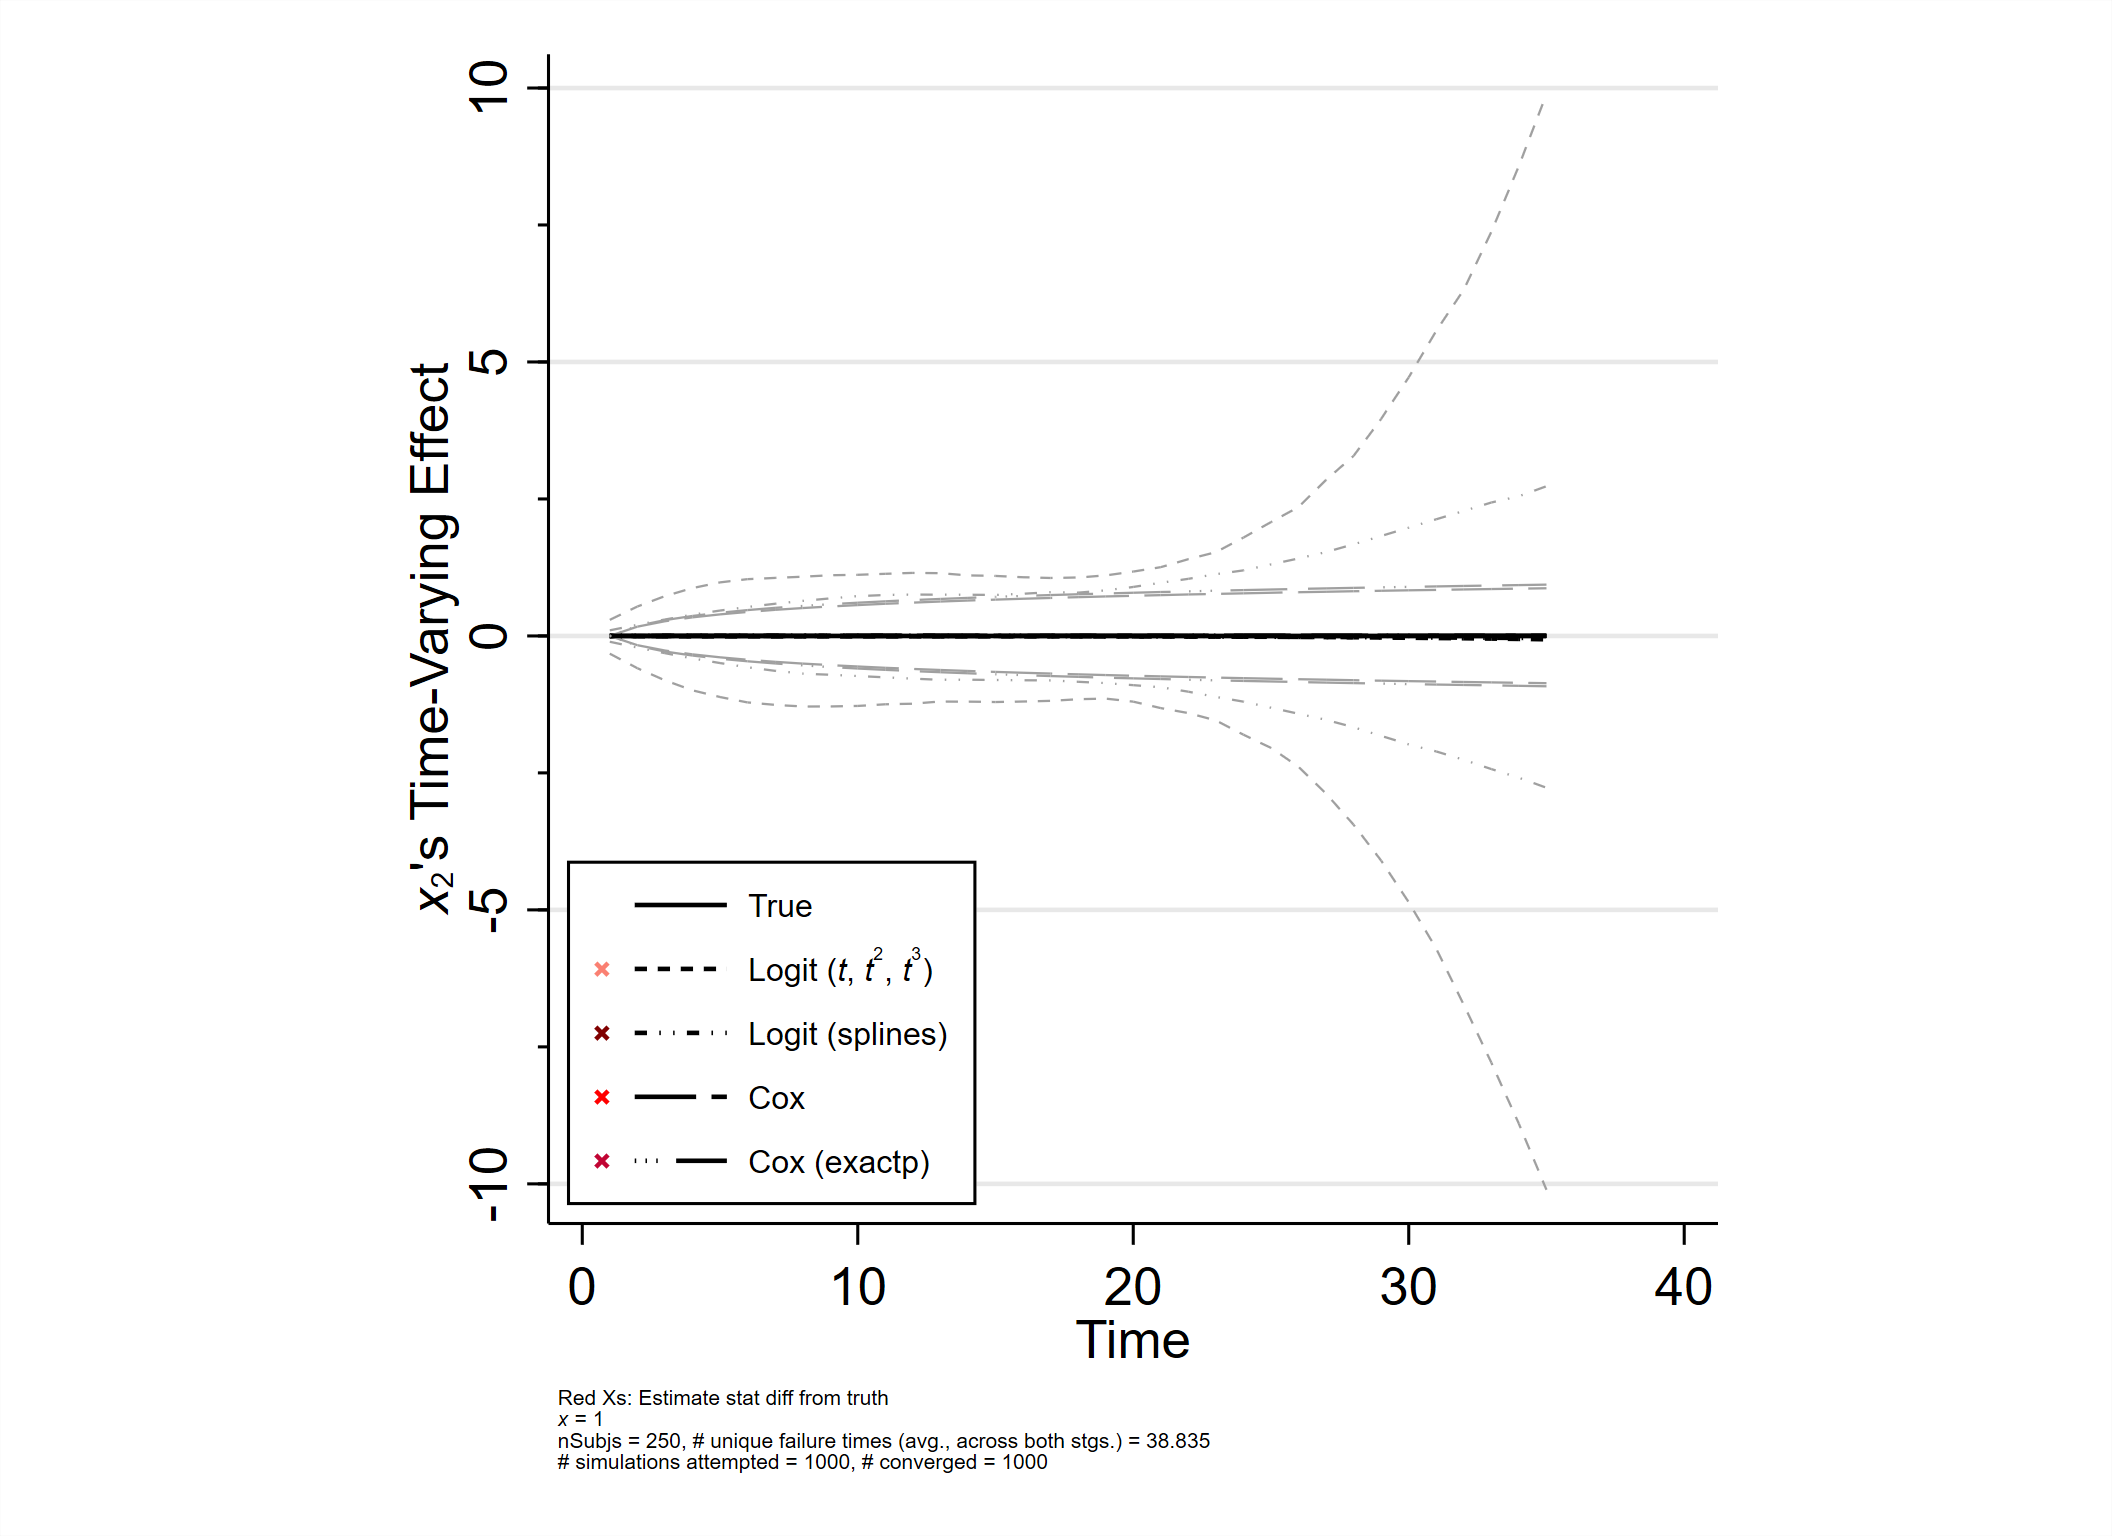 10
5
0
-5
-10
x₂'s Time-Varying Effect
True
Logit (t, t², t³)
Logit (splines)
Cox
Cox (exactp)
0 10 20 30 40
Time
Red Xs: Estimate stat diff from truth
x = 1
nSubjs = 250, # unique failure times (avg., across both stgs.) = 38.835
# simulations attempted = 1000, # converged = 1000